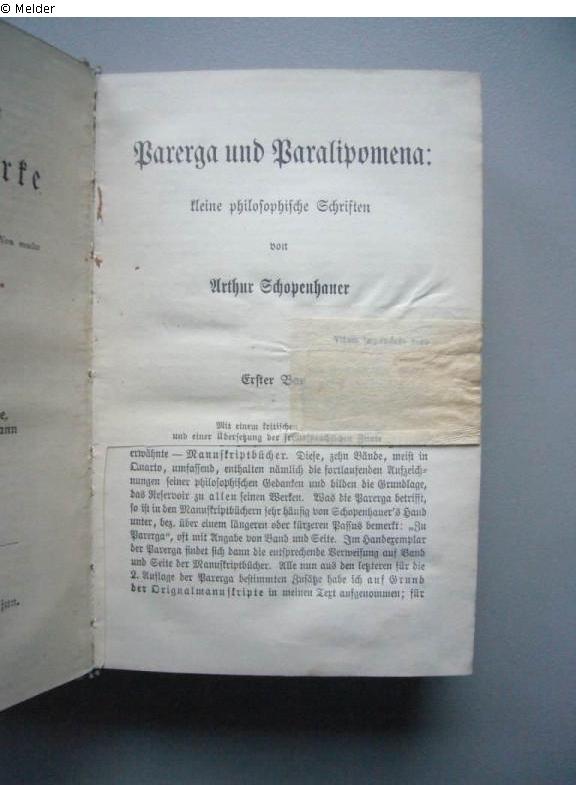 © Melder
rke
Parerga und Paralipomena:
kleine philosophische Schriften
von
Arthur Schopenhauer
Erster
Mit einem kritischen
und einer Übersetzung der
erwähnte — Manuskriptbücher. Diese, zehn Bände, meist in
Quarto, umfassend, enthalten nämlich die fortlaufenden Aufzeich-
nungen seiner philosophischen Gedanken und bilden die Grundlage,
das Reservoir zu allen seinen Werken. Was die Parerga betrifft,
so ist in den Manuskriptbüchern sehr häufig von Schopenhauer's Hand
unter, bez. über einem längeren oder kürzeren Passus bemerkt: „Zu
Parerga", oft mit Angabe von Band und Seite. Im Handexemplar
der Parerga findet sich dann die entsprechende Verweisung auf Band
und Seite der Manuskriptbücher. Alle nun aus den letzteren für die
2. Auflage der Parerga bestimmten Zusätze habe ich auf Grund
der Orignalmanuskripte in meinen Text aufgenommen; für